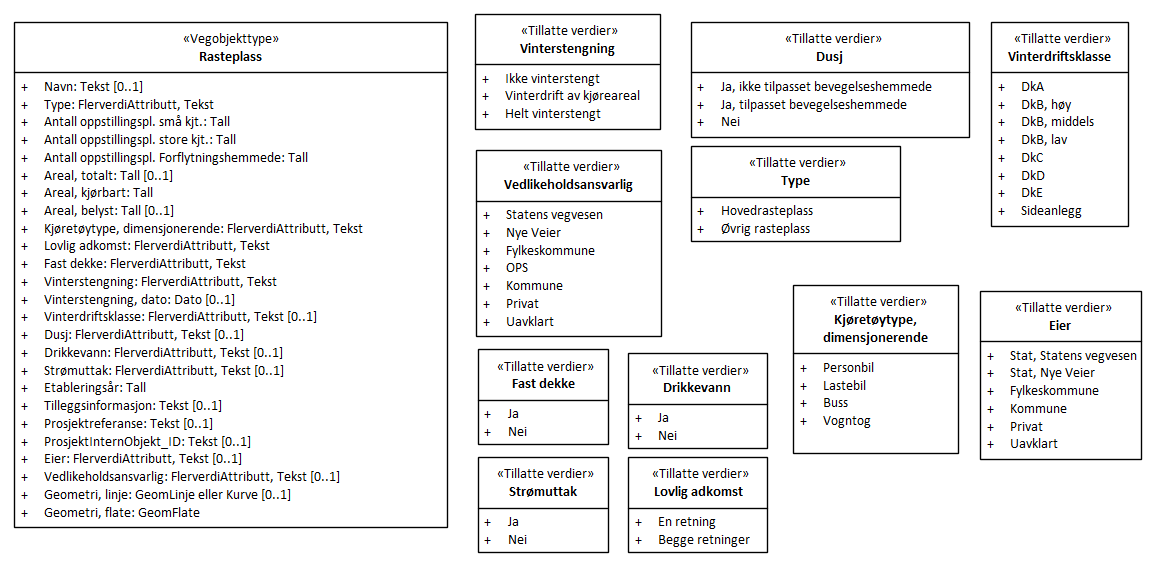 «Vegobjekttype»
Rasteplass
+ Navn: Tekst [0..1]
+ Type: FlerverdiAttributt, Tekst
+ Antall oppstillingspl. små kjt.: Tall
+ Antall oppstillingspl. store kjt.: Tall
+ Antall oppstillingspl. Forflytningshemmede: Tall
+ Areal, totalt: Tall [0..1]
+ Areal, kjørbart: Tall
+ Areal, belyst: Tall [0..1]
+ Kjøretøytype, dimensjonerende: FlerverdiAttributt, Tekst
+ Lovlig adkomst: FlerverdiAttributt, Tekst
+ Fast dekke: FlerverdiAttributt, Tekst
+ Vinterstengning: FlerverdiAttributt, Tekst
+ Vinterstengning, dato: Dato [0..1]
+ Vinterdriftsklasse: FlerverdiAttributt, Tekst [0..1]
+ Dusj: FlerverdiAttributt, Tekst [0..1]
+ Drikkevann: FlerverdiAttributt, Tekst [0..1]
+ Strømuttak: FlerverdiAttributt, Tekst [0..1]
+ Etableringsår: Tall
+ Tilleggsinformasjon: Tekst [0..1]
+ Prosjektreferanse: Tekst [0..1]
+ ProsjektInternObjekt_ID: Tekst [0..1]
+ Eier: FlerverdiAttributt, Tekst [0..1]
+ Vedlikeholdsansvarlig: FlerverdiAttributt, Tekst [0..1]
+ Geometri, linje: GeomLinje eller Kurve [0..1]
+ Geometri, flate: GeomFlate
«Tillatte verdier»
Vinterstengning
+ Ikke vinterstengt
+ Vinterdrift av kjøreareal
+ Helt vinterstengt
«Tillatte verdier»
Dusj
+ Ja, ikke tilpasset bevegelseshemmede
+ Ja, tilpasset bevegelseshemmede
+ Nei
«Tillatte verdier»
Vinterdriftsklasse
+ DkA
+ DkB, høy
+ DkB, middels
+ DkB, lav
+ DkC
+ DkD
+ DkE
+ Sideanlegg
«Tillatte verdier»
Vedlikeholdsansvarlig
+ Statens vegvesen
+ Nye Veier
+ Fylkeskommune
+ OPS
+ Kommune
+ Privat
+ Uavklart
«Tillatte verdier»
Type
+ Hovedrasteplass
+ Øvrig rasteplass
«Tillatte verdier»
Kjøretøytype,
dimensjonerende
+ Personbil
+ Lastebil
+ Buss
+ Vogntog
«Tillatte verdier»
Eier
+ Stat, Statens vegvesen
+ Stat, Nye Veier
+ Fylkeskommune
+ Kommune
+ Privat
+ Uavklart
«Tillatte verdier»
Fast dekke
+ Ja
+ Nei
«Tillatte verdier»
Drikkevann
+ Ja
+ Nei
«Tillatte verdier»
Strømuttak
+ Ja
+ Nei
«Tillatte verdier»
Lovlig adkomst
+ En retning
+ Begge retninger